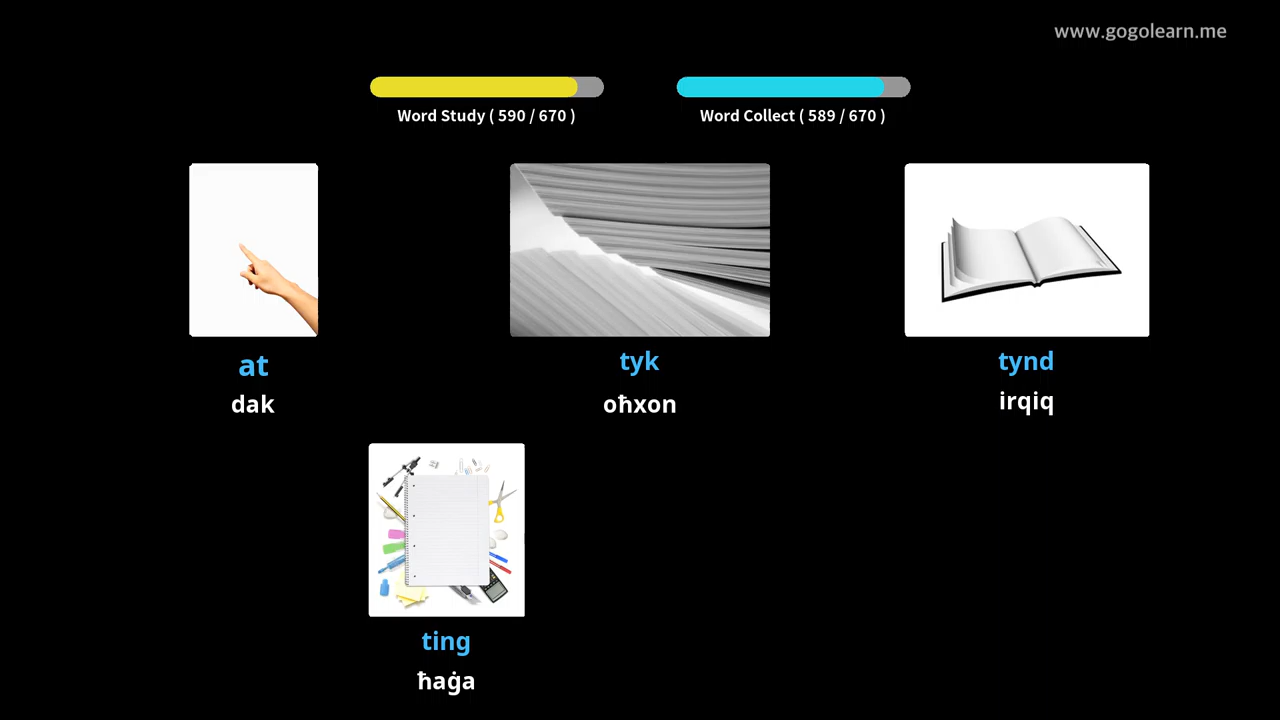 www.gogolearn.me
Word Study ( 590 / 670 )
Word Collect ( 589 / 670 )
at
dak
tyk
oħxon
tynd
irqiq
ting
ħaġa